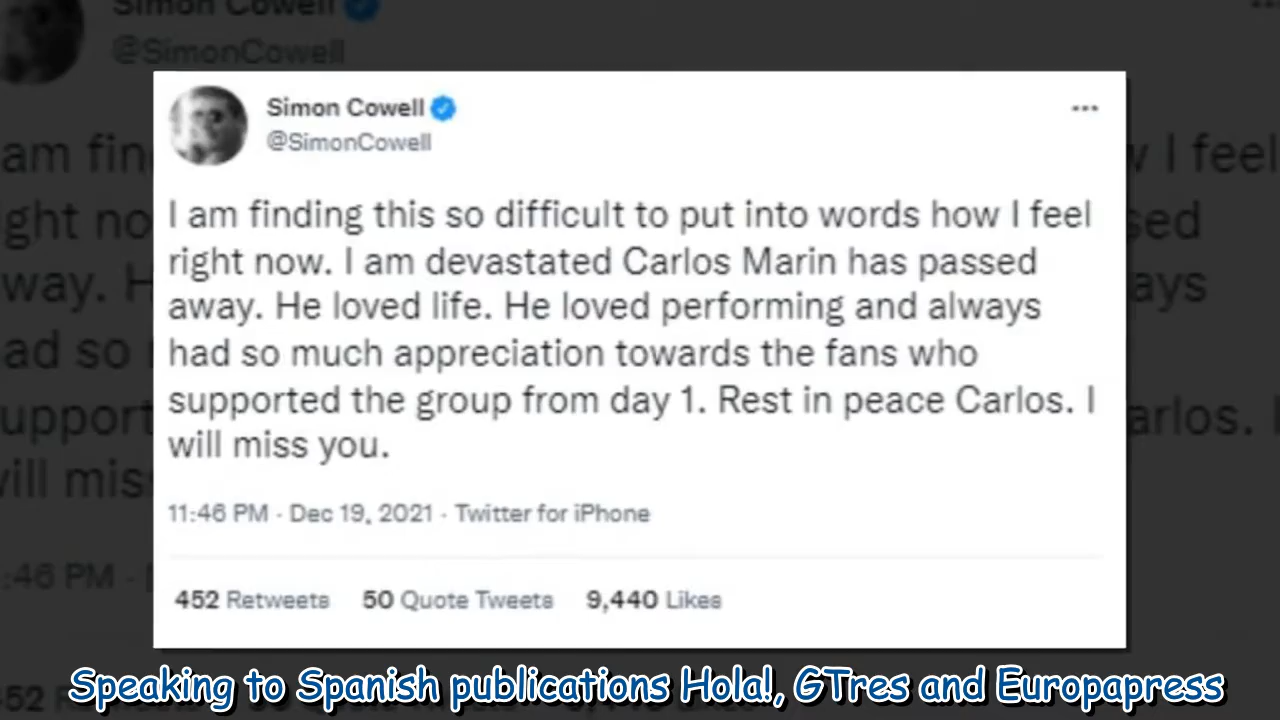 Simon Cowell
@SimonCowell
I am finding this so difficult to put into words how I feel
right now. I am devastated Carlos Marin has passed
away. He loved life. He loved performing and always
had so much appreciation towards the fans who
supported the group from day 1. Rest in peace Carlos. I
will miss you.
11:46 PM · Dec 19, 2021 · Twitter for iPhone
452 Retweets 50 Quote Tweets 9,440 Likes
Speaking to Spanish publications Hola!, GTres and Europapress